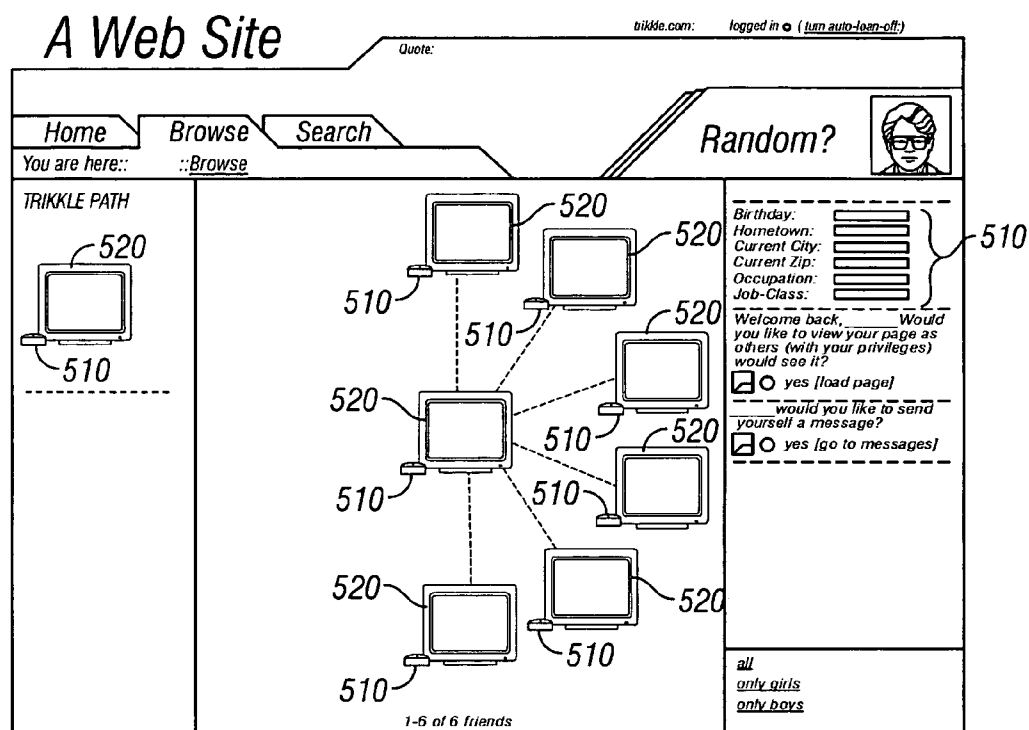 A Web Site
trikkle.com: logged in ( turn auto-loan-off:)
Quote:
Home Browse Search
Random?
You are here:: ::Browse
TRIKKLE PATH
520
510
520
510
520
510
520
510
520
510
520
510
520
510
520
510
1-6 of 6 friends
Birthday:
Hometown:
Current City:
Current Zip:
Occupation:
Job-Class:
510
Welcome back, ______ Would
you like to view your page as
others (with your privileges)
would see it?
yes [load page]
_____would you like to send
yourself a message?
yes [go to messages]
all
only girls
only boys